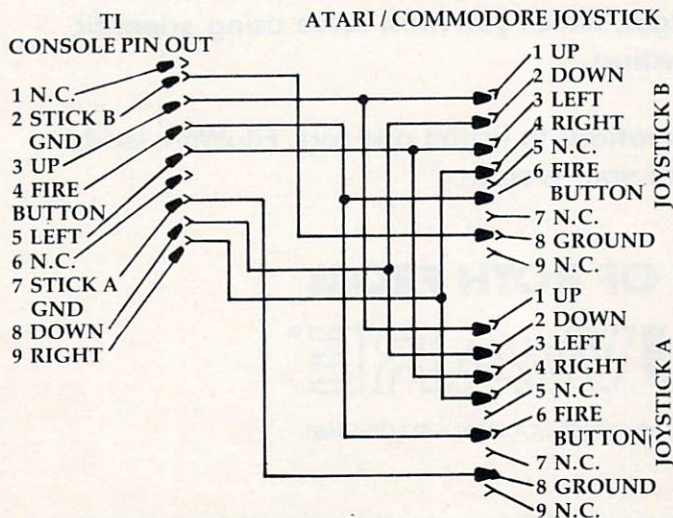 TI
CONSOLE PIN OUT
1 N.C.
2 STICK B
GND
3 UP
4 FIRE
BUTTON
5 LEFT
6 N.C.
7 STICK A
GND
8 DOWN
9 RIGHT
ATARI / COMMODORE JOYSTICK
1 UP
2 DOWN
3 LEFT
4 RIGHT
5 N.C.
6 FIRE
BUTTON
7 N.C.
8 GROUND
9 N.C.
JOYSTICK B
1 UP
2 DOWN
3 LEFT
4 RIGHT
5 N.C.
6 FIRE
BUTTON
7 N.C.
8 GROUND
9 N.C.
JOYSTICK A